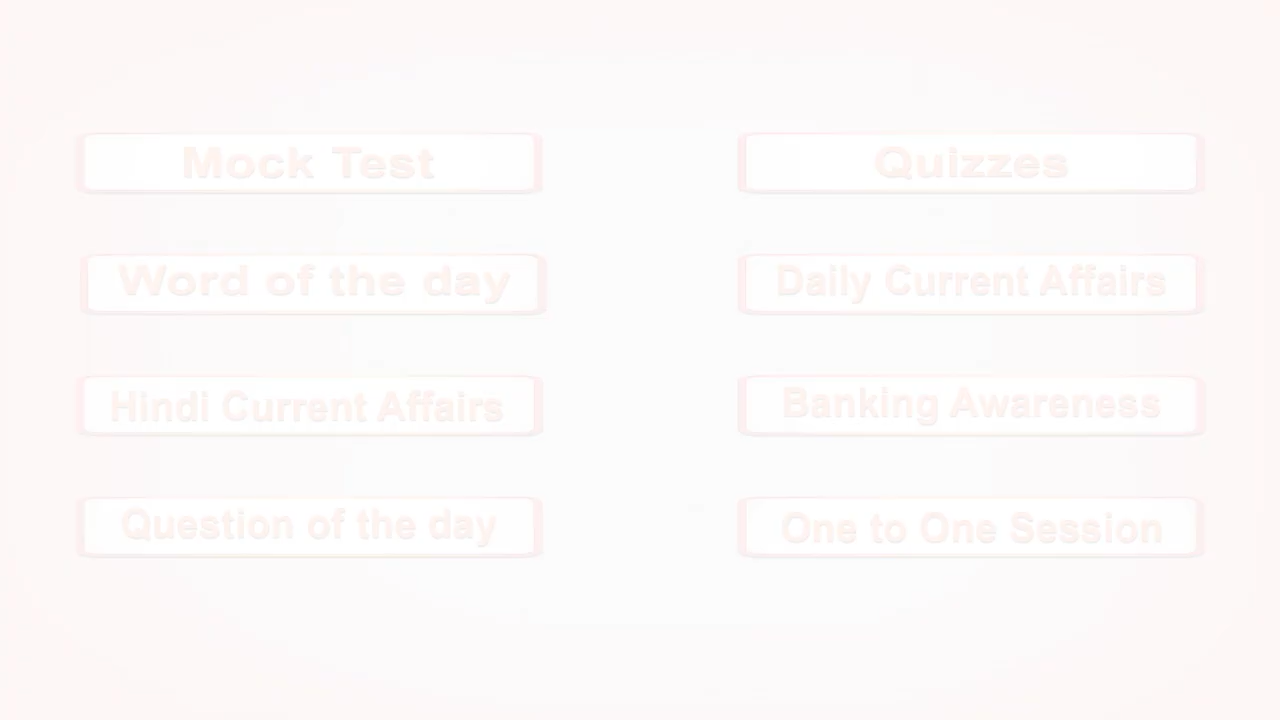 Mock Test
Quizzes
Word of the day
Daily Current Affairs
Hindi Current Affairs
Banking Awareness
Question of the day
One to One Session